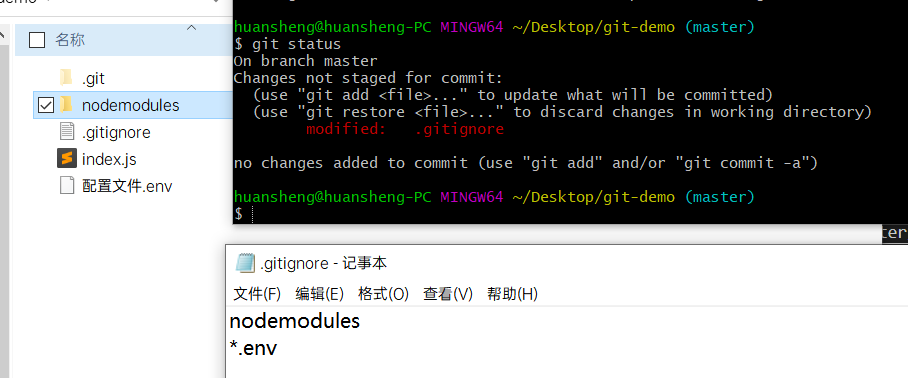 名称
.git
nodemodules
.gitignore
index.js
配置文件.env
huansheng@huansheng-PC MINGW64 ~/Desktop/git-demo (master)
$ git status
On branch master
Changes not staged for commit:
  (use "git add <file>..." to update what will be committed)
  (use "git restore <file>..." to discard changes in working directory)
        modified:   .gitignore
no changes added to commit (use "git add" and/or "git commit -a")
huansheng@huansheng-PC MINGW64 ~/Desktop/git-demo (master)
$
.gitignore - 记事本
文件(F) 编辑(E) 格式(O) 查看(V) 帮助(H)
nodemodules
*.env